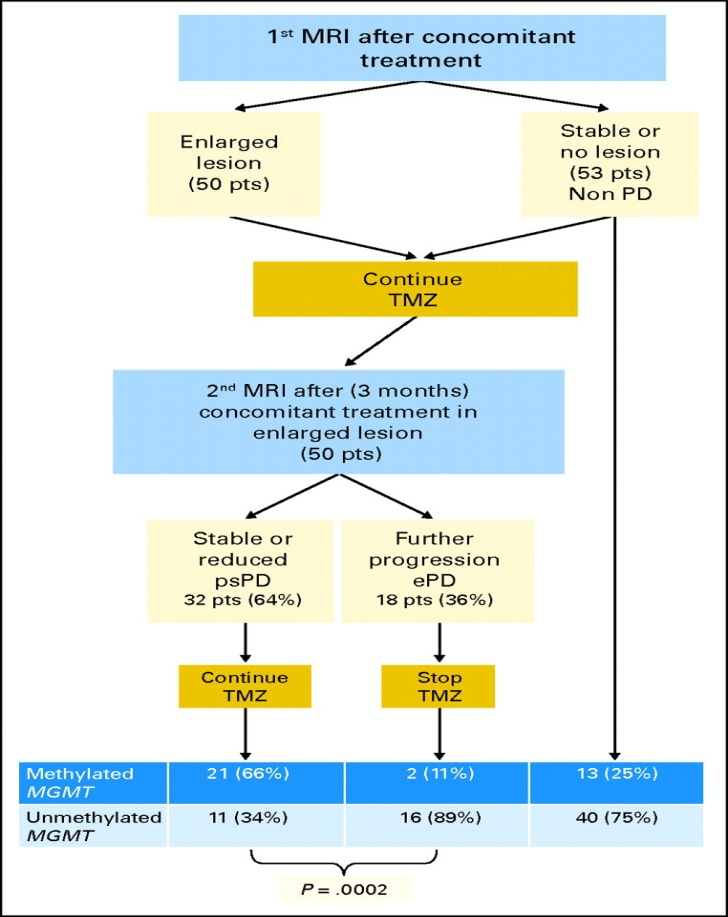 1st MRI after concomitant
treatment
Enlarged
lesion
(50 pts)
Stable or
no lesion
(53 pts)
Non PD
Continue
TMZ
2nd MRI after (3 months)
concomitant treatment in
enlarged lesion
(50 pts)
Stable or
reduced
psPD
32 pts (64%)
Further
progression
ePD
18 pts (36%)
Continue
TMZ
Stop
TMZ
Methylated
MGMT
21 (66%)
2 (11%)
13 (25%)
Unmethylated
MGMT
11 (34%)
16 (89%)
40 (75%)
P = .0002